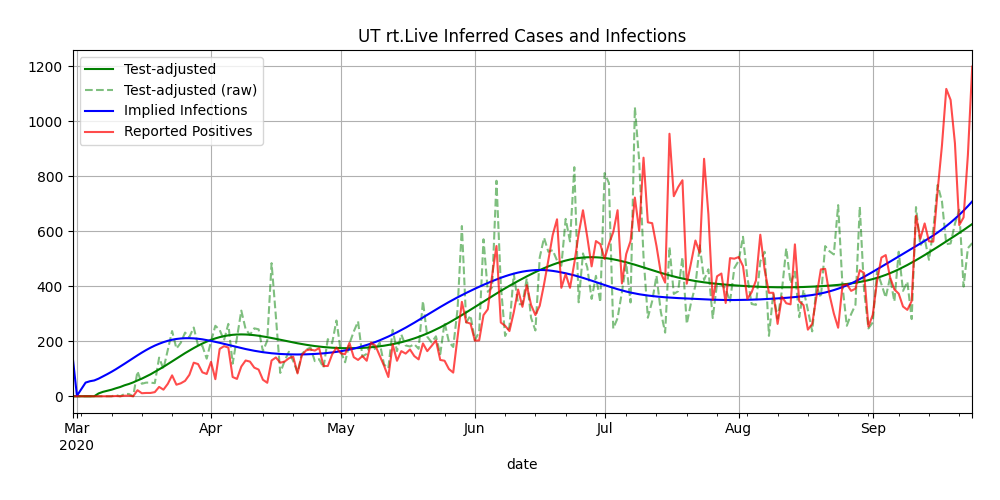 UT rt.Live Inferred Cases and Infections
1200
1000
800
600
400
200
0
Test-adjusted
Test-adjusted (raw)
Implied Infections
Reported Positives
Mar Apr May Jun Jul Aug Sep
2020
date